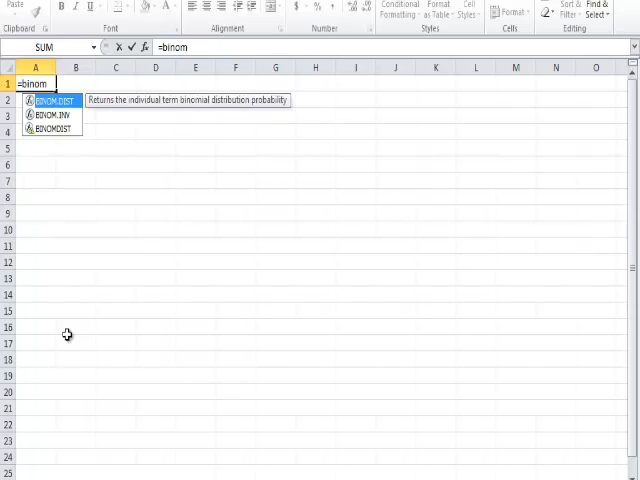 Paste
B I U A
$ % , .0 .00
Conditional Format Cell
Formatting as Table Styles
Format
Sort & Find &
Filter Select
Clipboard
Font
Alignment
Number
Styles
Cells
Editing
SUM fx =binom
A B C D E F G H I J K L M N O
1 =binom
2 BINOM.DIST Returns the individual term binomial distribution probability
3 BINOM.INV
4 BINOMDIST
5
6
7
8
9
10
11
12
13
14
15
16
17
18
19
20
21
22
23
24
25